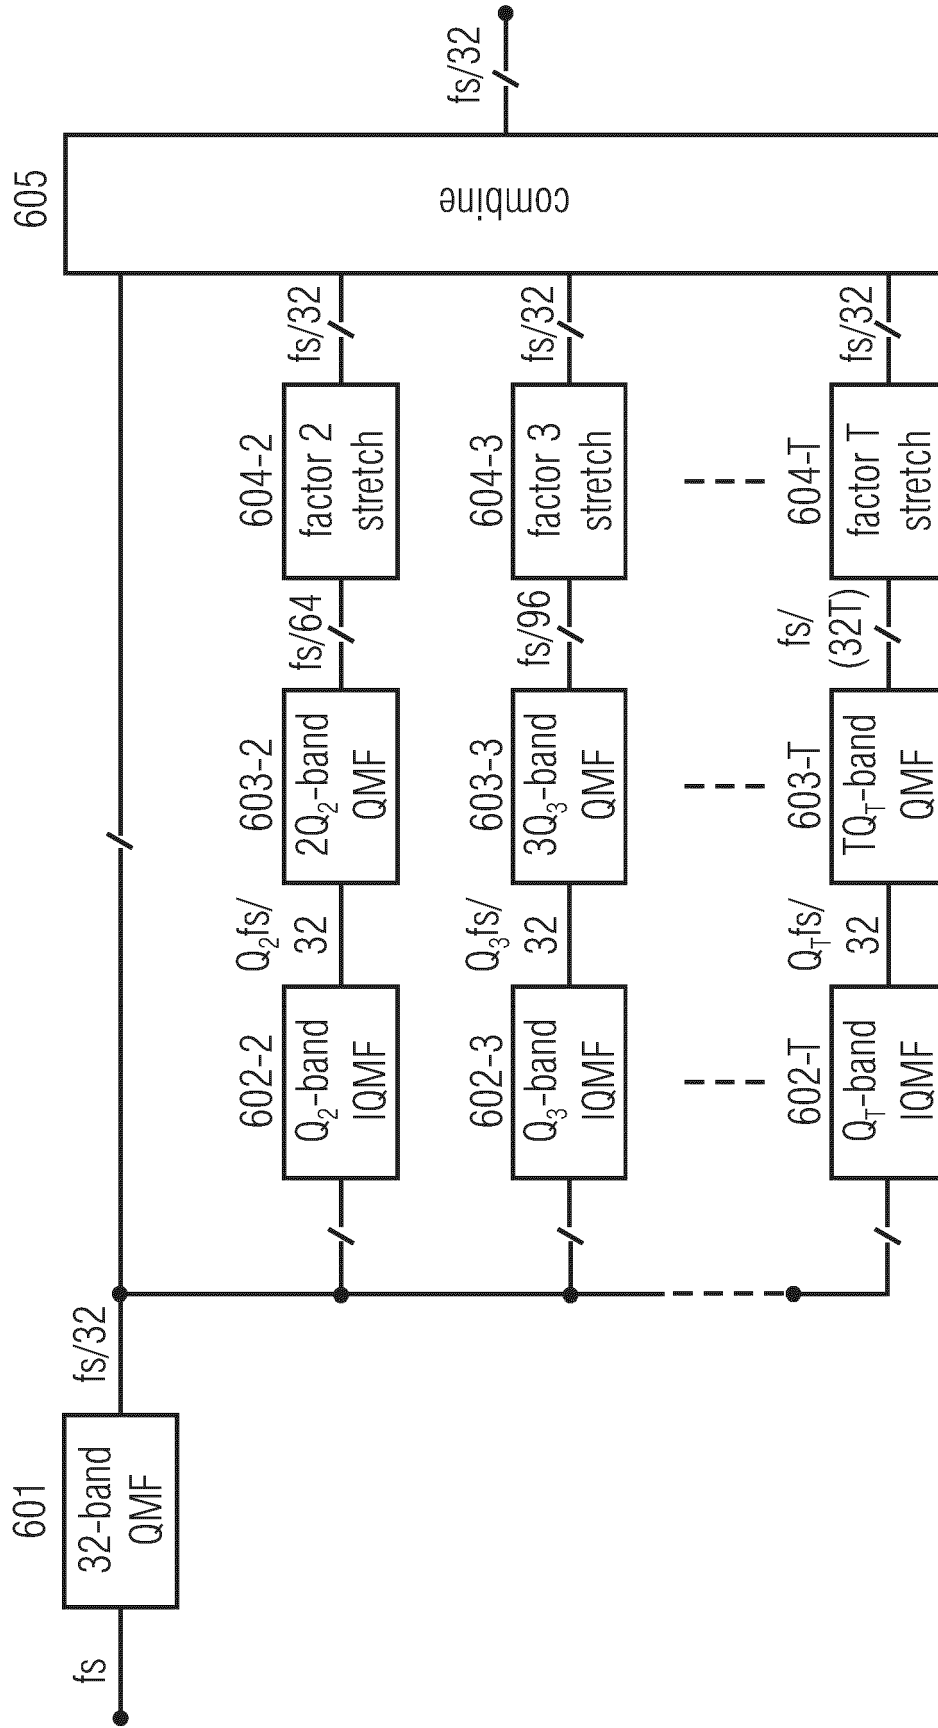 601
fs
32-band
QMF
fs/32
602-2
Q₂-band
IQMF
Q₂fs/
32
603-2
2Q₂-band
QMF
fs/64
604-2
factor 2
stretch
fs/32
602-3
Q₃-band
IQMF
Q₃fs/
32
603-3
3Q₃-band
QMF
fs/96
604-3
factor 3
stretch
fs/32
602-T
Q_T-band
IQMF
Q_Tfs/
32
603-T
TQ_T-band
QMF
fs/
(32T)
604-T
factor T
stretch
fs/32
605
combine
fs/32